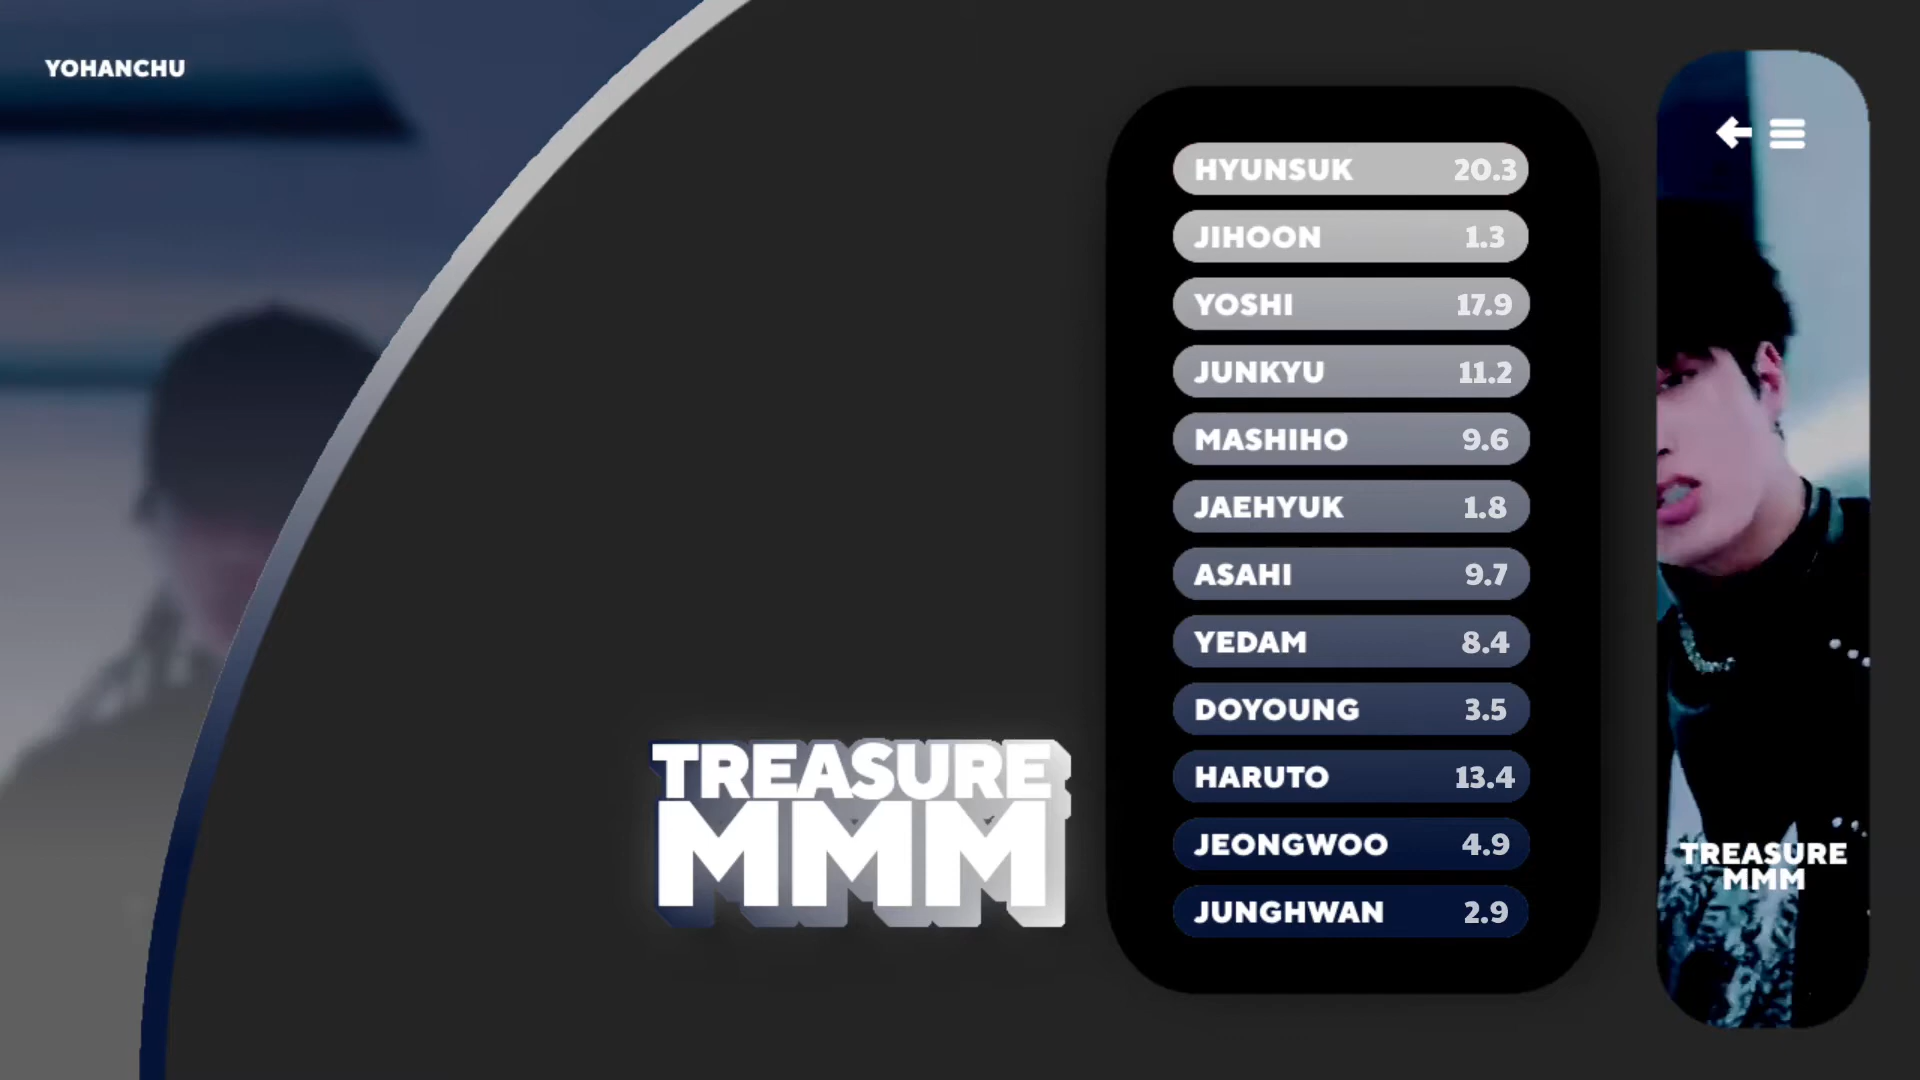 YOHANCHU
TREASURE
MMM
HYUNSUK 20.3
JIHOON 1.3
YOSHI 17.9
JUNKYU 11.2
MASHIHO 9.6
JAEHYUK 1.8
ASAHI 9.7
YEDAM 8.4
DOYOUNG 3.5
HARUTO 13.4
JEONGWOO 4.9
JUNGHWAN 2.9
TREASURE
MMM